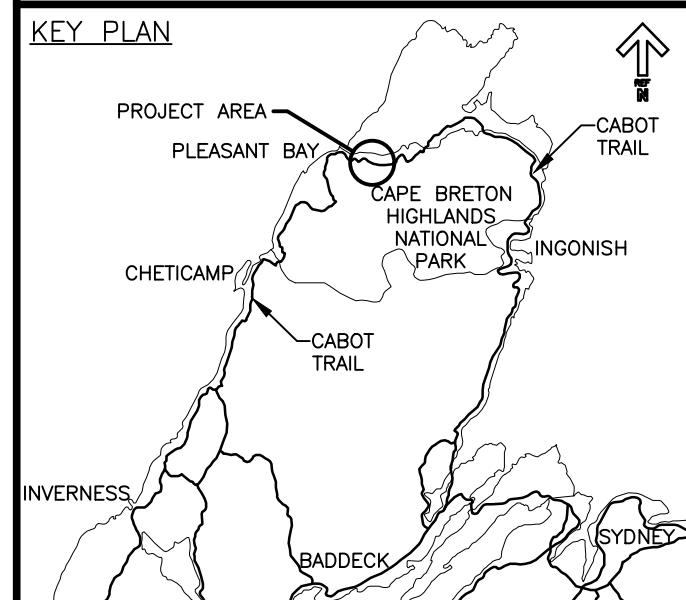 KEY PLAN
REF
N
PROJECT AREA
CABOT
TRAIL
PLEASANT BAY
CAPE BRETON
HIGHLANDS
NATIONAL
PARK
INGONISH
CHETICAMP
CABOT
TRAIL
INVERNESS
SYDNEY
BADDECK